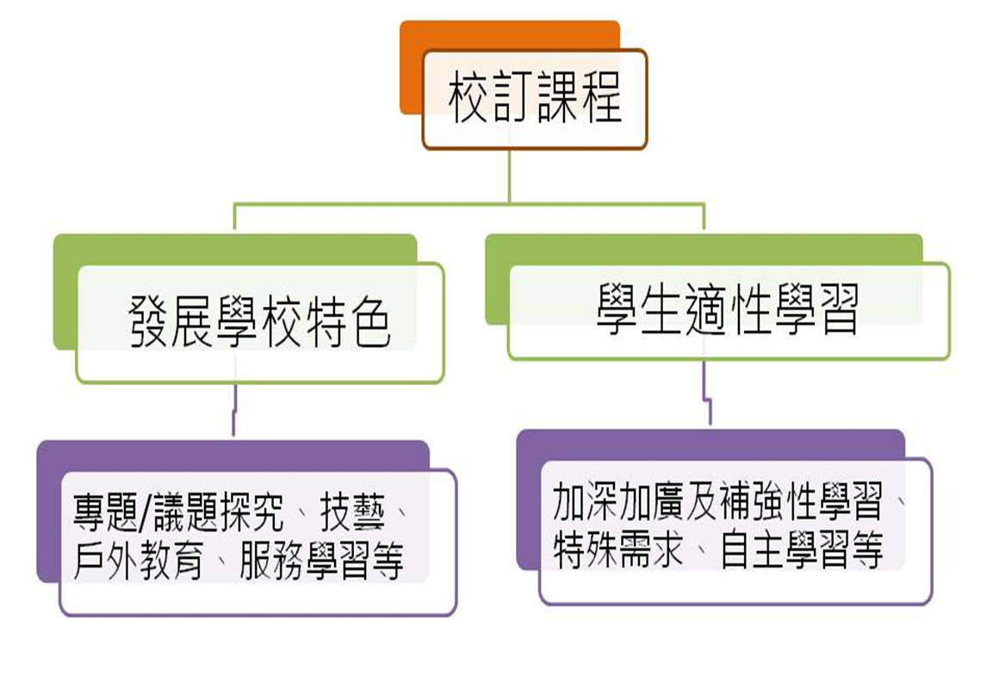 校訂課程
發展學校特色
學生適性學習
專題/議題探究、技藝、
戶外教育、服務學習等
加深加廣及補強性學習、
特殊需求、自主學習等